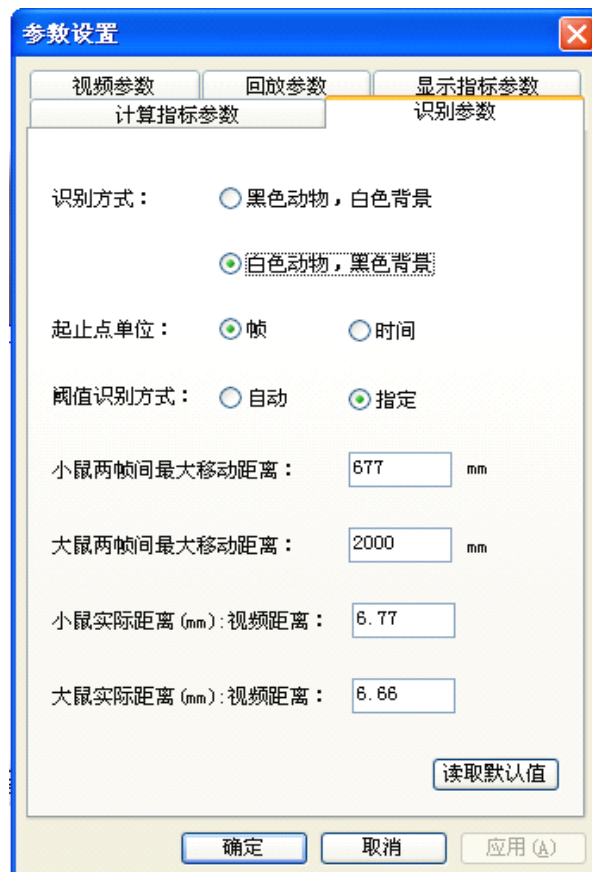 参数设置
视频参数 回放参数 显示指标参数
计算指标参数 识别参数
识别方式： 黑色动物，白色背景
白色动物，黑色背景
起止点单位： 帧 时间
阈值识别方式： 自动 指定
小鼠两帧间最大移动距离： 677 mm
大鼠两帧间最大移动距离： 2000 mm
小鼠实际距离(mm):视频距离： 6.77
大鼠实际距离(mm):视频距离： 6.66
读取默认值
确定 取消 应用(A)